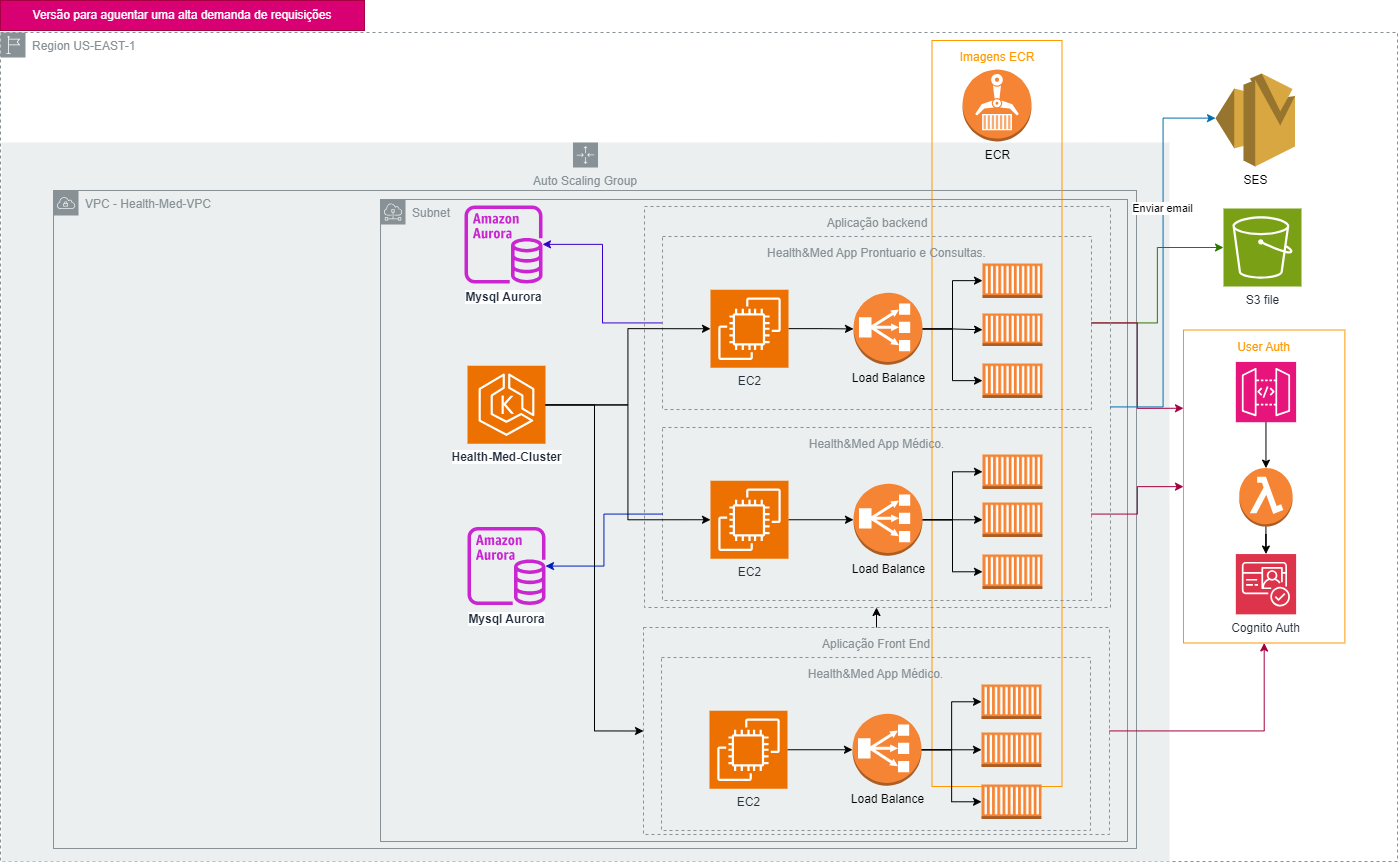 Versão para aguentar uma alta demanda de requisições
Region US-EAST-1
Imagens ECR
ECR
SES
Auto Scaling Group
VPC - Health-Med-VPC
Subnet
Amazon
Aurora
Mysql Aurora
Aplicação backend
Health&Med App Prontuario e Consultas.
EC2
Load Balance
Enviar email
S3 file
User Auth
K
Health-Med-Cluster
Health&Med App Médico.
EC2
Load Balance
Amazon
Aurora
Mysql Aurora
Cognito Auth
Aplicação Front End
Health&Med App Médico.
EC2
Load Balance